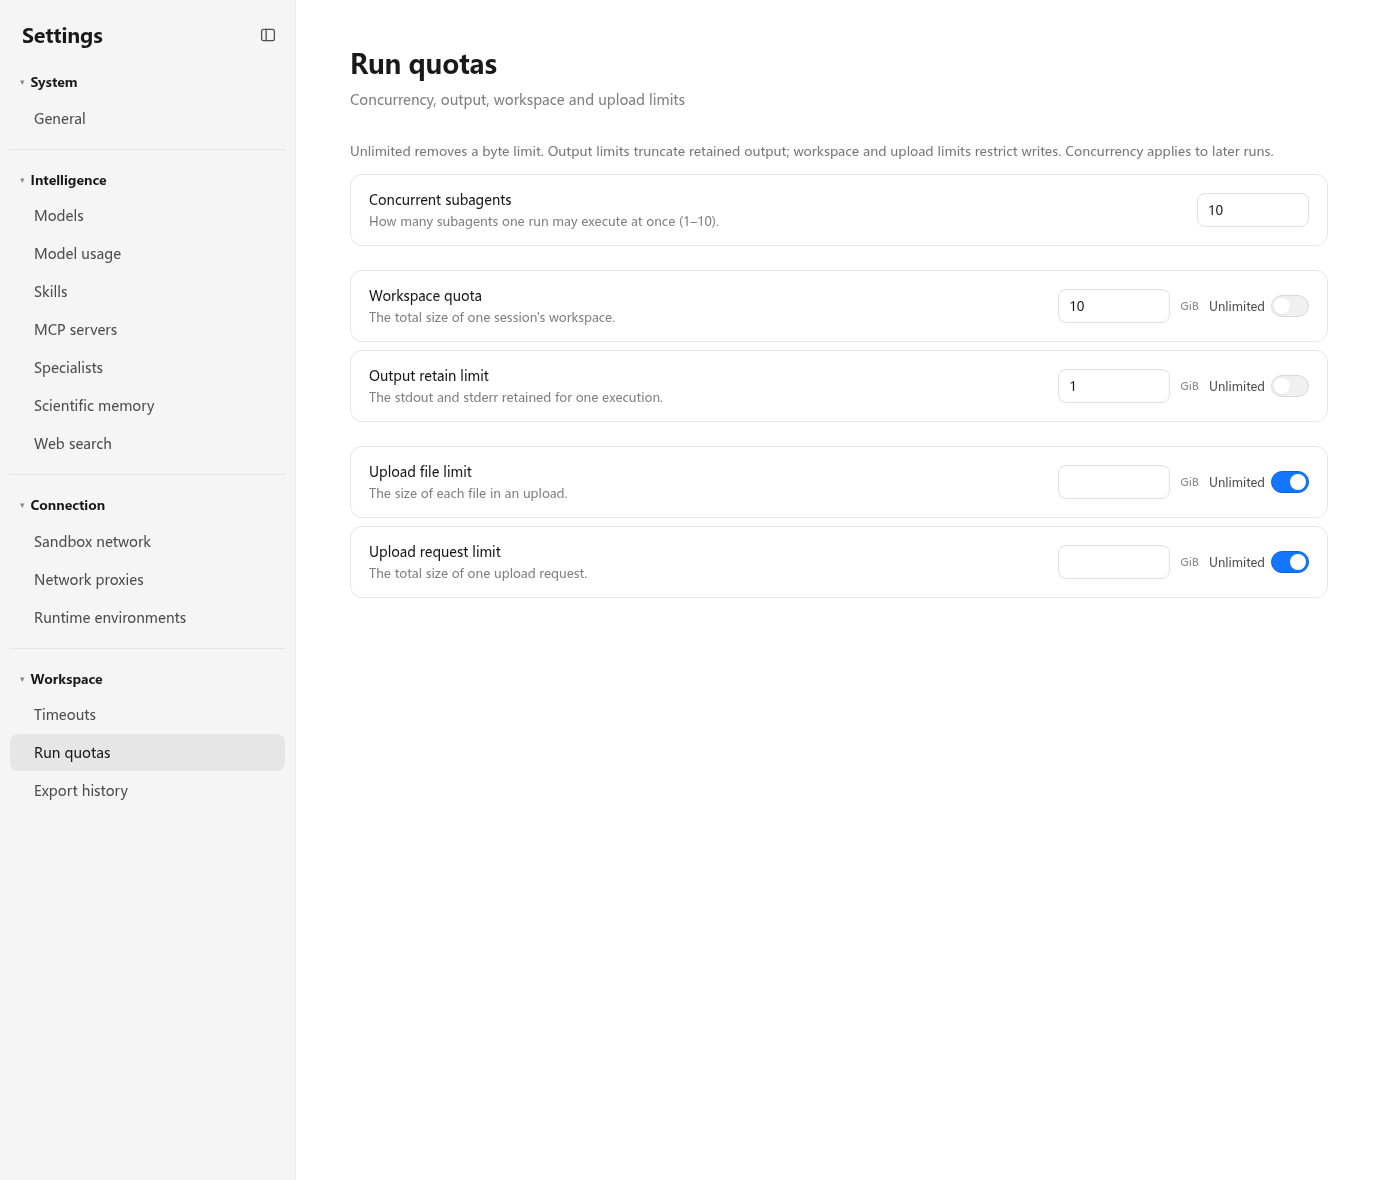 Settings
System
General
Intelligence
Models
Model usage
Skills
MCP servers
Specialists
Scientific memory
Web search
Connection
Sandbox network
Network proxies
Runtime environments
Workspace
Timeouts
Run quotas
Export history
Run quotas
Concurrency, output, workspace and upload limits
Unlimited removes a byte limit. Output limits truncate retained output; workspace and upload limits restrict writes. Concurrency applies to later runs.
Concurrent subagents
How many subagents one run may execute at once (1–10).
10
Workspace quota
The total size of one session's workspace.
10 GiB Unlimited
Output retain limit
The stdout and stderr retained for one execution.
1 GiB Unlimited
Upload file limit
The size of each file in an upload.
GiB Unlimited
Upload request limit
The total size of one upload request.
GiB Unlimited